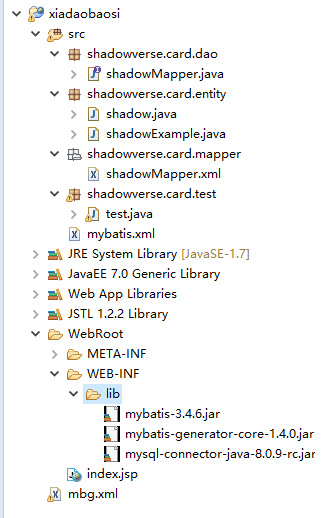 xiadaobaosi
src
shadowverse.card.dao
shadowMapper.java
shadowverse.card.entity
shadow.java
shadowExample.java
shadowverse.card.mapper
shadowMapper.xml
shadowverse.card.test
test.java
mybatis.xml
JRE System Library [JavaSE-1.7]
JavaEE 7.0 Generic Library
Web App Libraries
JSTL 1.2.2 Library
WebRoot
META-INF
WEB-INF
lib
mybatis-3.4.6.jar
mybatis-generator-core-1.4.0.jar
mysql-connector-java-8.0.9-rc.jar
index.jsp
mbg.xml